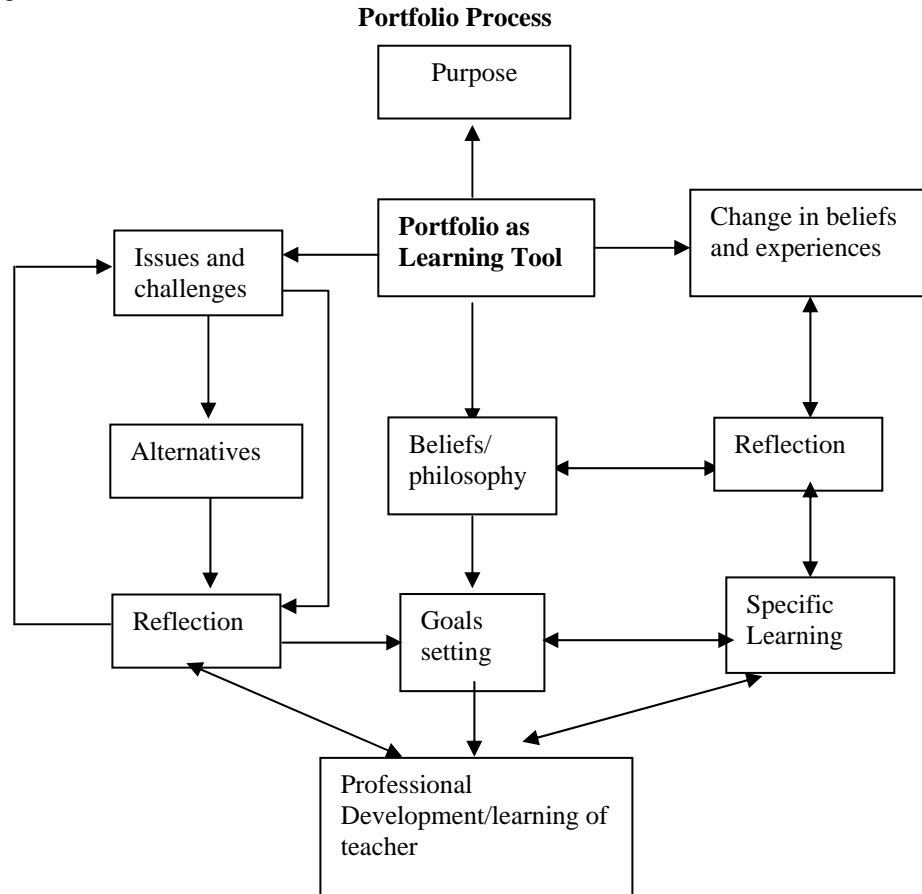 Portfolio Process
Purpose
Portfolio as
Learning Tool
Change in beliefs
and experiences
Issues and
challenges
Alternatives
Beliefs/
philosophy
Reflection
Reflection
Goals
setting
Specific
Learning
Professional
Development/learning of
teacher